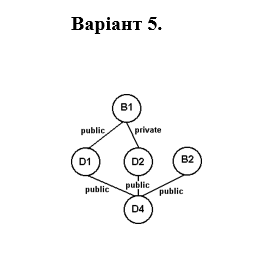 Варіант 5.
B1
public private
D1 D2 B2
public public public
D4